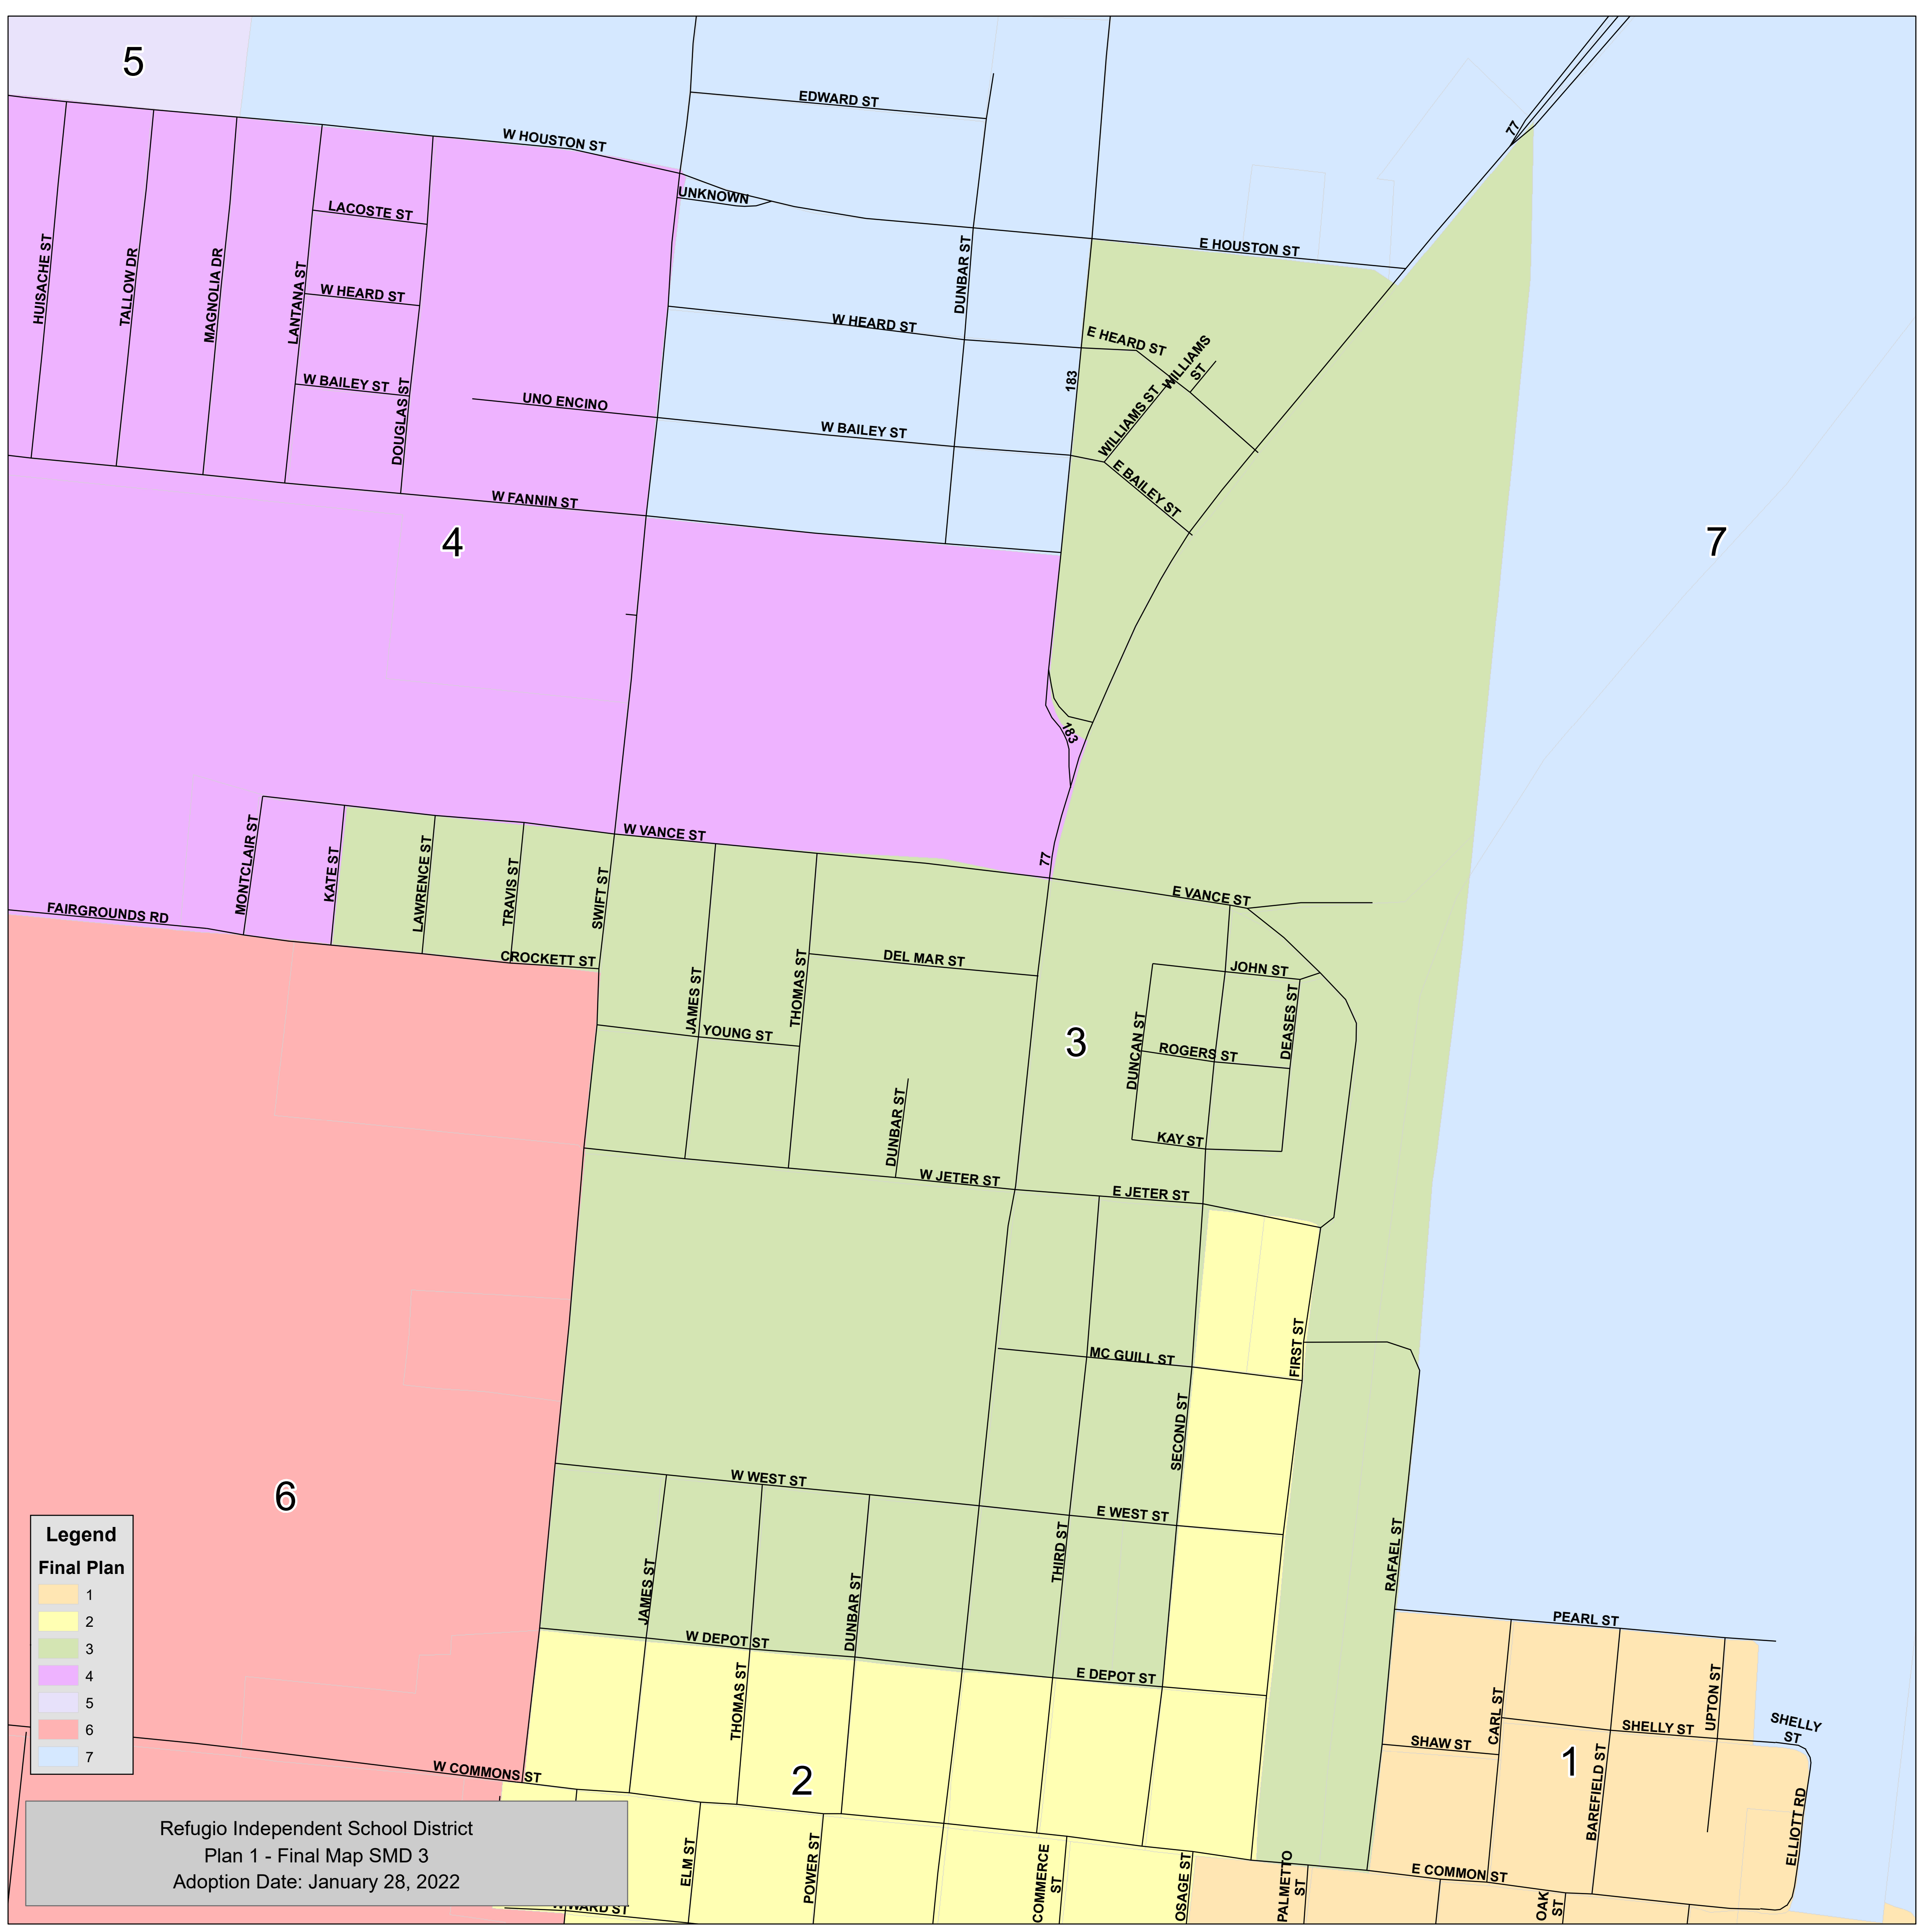 5
EDWARD ST
77
W HOUSTON ST
UNKNOWN
LACOSTE ST
HUISACHE ST
TALLOW DR
MAGNOLIA DR
LANTANA ST
DUNBAR ST
E HOUSTON ST
W HEARD ST
W HEARD ST
E HEARD ST
WILLIAMS
ST
183
W BAILEY ST
DOUGLAS ST
UNO ENCINO
W BAILEY ST
WILLIAMS ST
E BAILEY ST
W FANNIN ST
4
7
183
W VANCE ST
77
MONTCLAIR ST
KATE ST
LAWRENCE ST
TRAVIS ST
SWIFT ST
E VANCE ST
FAIRGROUNDS RD
CROCKETT ST
DEL MAR ST
JOHN ST
JAMES ST
THOMAS ST
YOUNG ST
3
DUNCAN ST
ROGERS ST
DEASES ST
DUNBAR ST
KAY ST
W JETER ST
E JETER ST
MC GUILL ST
FIRST ST
SECOND ST
W WEST ST
E WEST ST
6
THIRD ST
RAFAEL ST
JAMES ST
DUNBAR ST
W DEPOT ST
E DEPOT ST
PEARL ST
THOMAS ST
CARL ST
UPTON ST
SHELLY ST
SHELLY
ST
SHAW ST
BAREFIELD ST
1
2
W COMMONS ST
ELLIOTT RD
ELM ST
POWER ST
COMMERCE
ST
OSAGE ST
PALMETTO
ST
E COMMON ST
OAK
ST
W WARD ST
Legend
Final Plan
1
2
3
4
5
6
7
Refugio Independent School District
Plan 1 - Final Map SMD 3
Adoption Date: January 28, 2022